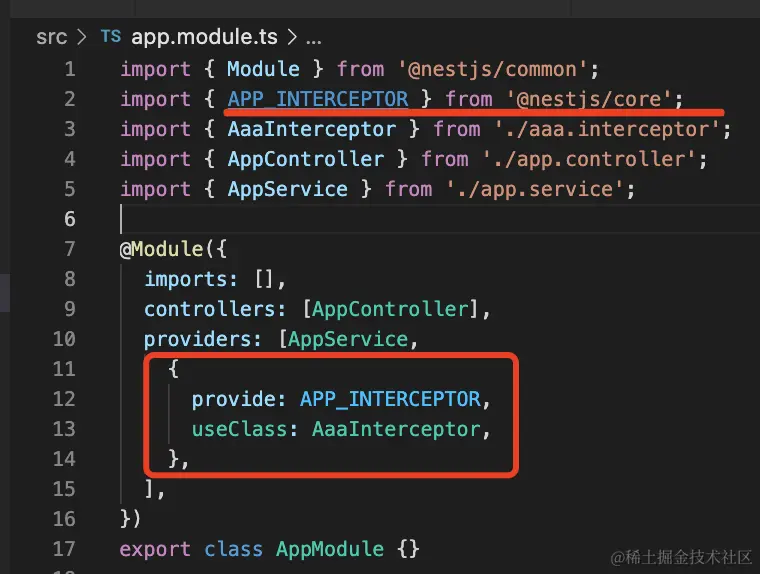 src > TS app.module.ts > ...
1 import { Module } from '@nestjs/common';
2 import { APP_INTERCEPTOR } from '@nestjs/core';
3 import { AaaInterceptor } from './aaa.interceptor';
4 import { AppController } from './app.controller';
5 import { AppService } from './app.service';
6
7 @Module({
8 imports: [],
9 controllers: [AppController],
10 providers: [AppService,
11 {
12 provide: APP_INTERCEPTOR,
13 useClass: AaaInterceptor,
14 },
15 ],
16 })
17 export class AppModule {}
@稀土掘金技术社区